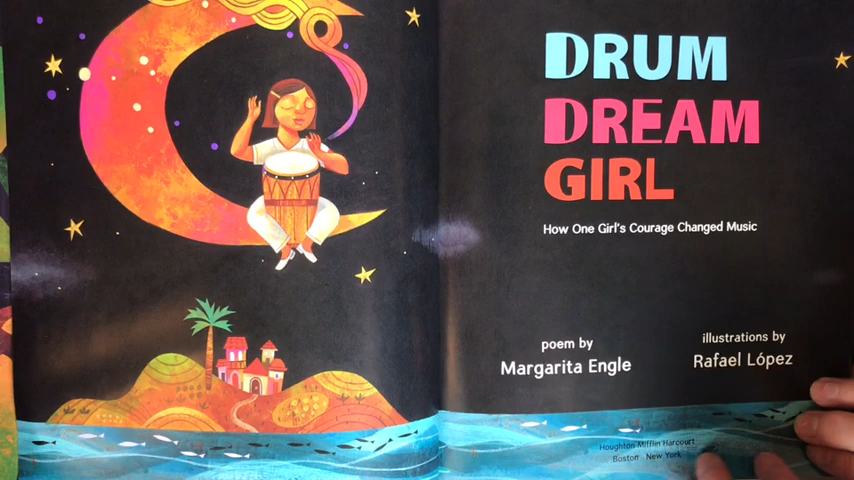 DRUM
DREAM
GIRL
How One Girl's Courage Changed Music
poem by
Margarita Engle
illustrations by
Rafael López
Houghton Mifflin Harcourt
Boston New York